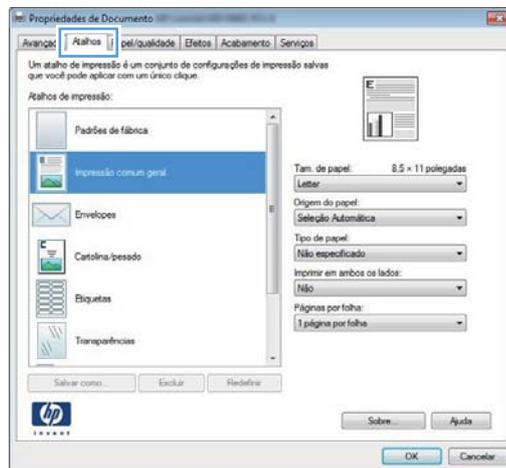 Propriedades de Documento
Avançad Atalhos pel/qualidade Efeitos Acabamento Serviços
Um atalho de impressão é um conjunto de configurações de impressão salvas
que você pode aplicar com um único clique.
Atalhos de impressão:
Padrões de fábrica
Impressão comum geral
Envelopes
Cartolina/pesado
Etiquetas
Transparências
Salvar como... Excluir Redefinir
E
Tam. de papel: 8.5 × 11 polegadas
Letter
Origem do papel:
Seleção Automática
Tipo de papel:
Não especificado
Imprimir em ambos os lados:
Não
Páginas por folha:
1 página por folha
hp
invent
Sobre... Ajuda
OK Cancelar